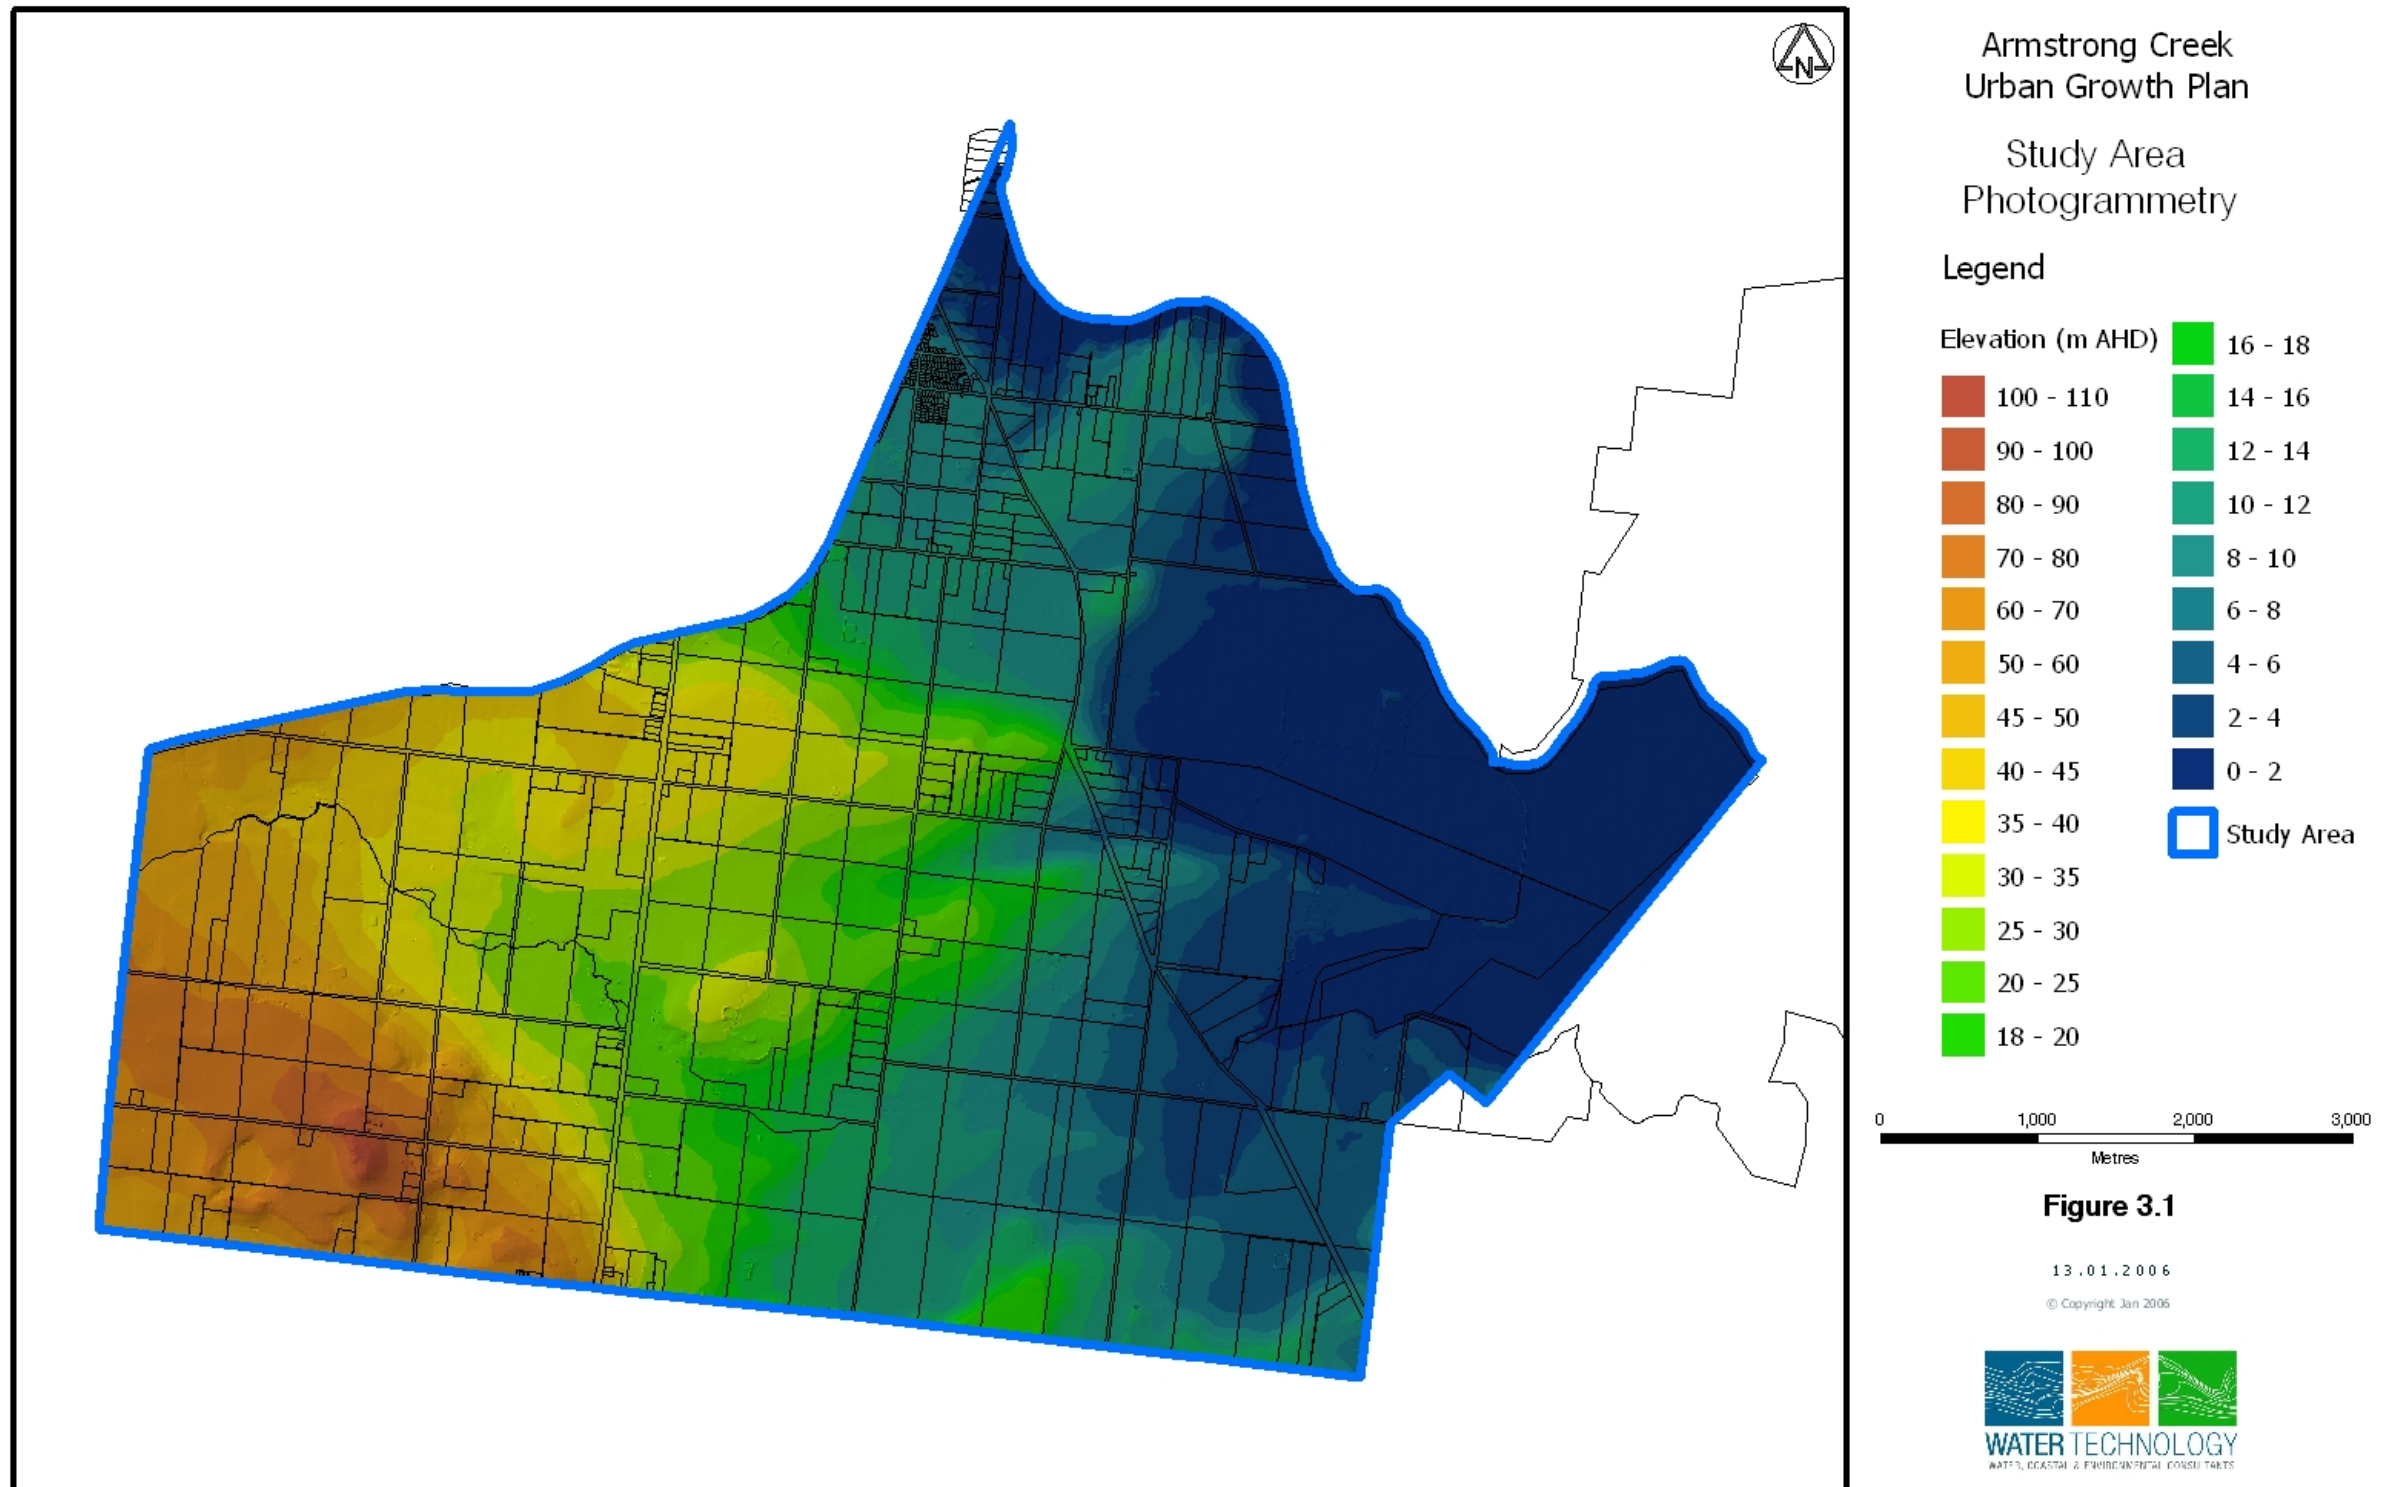 N
Armstrong Creek
Urban Growth Plan
Study Area
Photogrammetry
Legend
Elevation (m AHD)
100 - 110
90 - 100
80 - 90
70 - 80
60 - 70
50 - 60
45 - 50
40 - 45
35 - 40
30 - 35
25 - 30
20 - 25
18 - 20
16 - 18
14 - 16
12 - 14
10 - 12
8 - 10
6 - 8
4 - 6
2 - 4
0 - 2
Study Area
0 1,000 2,000 3,000
Metres
Figure 3.1
13.01.2006
© Copyright Jan 2006
WATER TECHNOLOGY
WATER, COASTAL & ENVIRONMENTAL CONSULTANTS